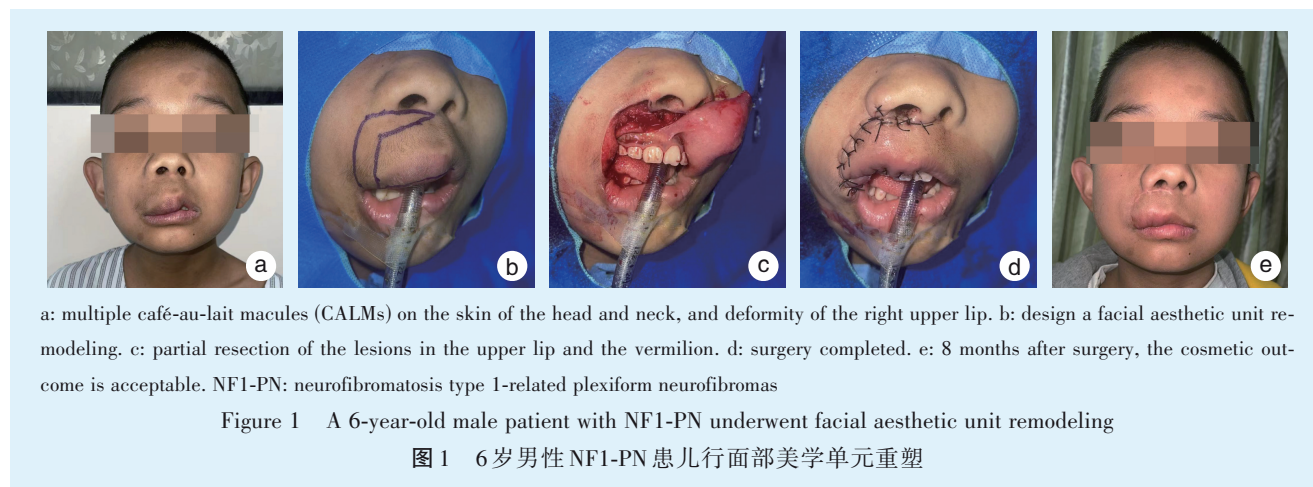 a
b
c
d
e
a: multiple café-au-lait macules (CALMs) on the skin of the head and neck, and deformity of the right upper lip. b: design a facial aesthetic unit re-
modeling. c: partial resection of the lesions in the upper lip and the vermilion. d: surgery completed. e: 8 months after surgery, the cosmetic out-
come is acceptable. NF1-PN: neurofibromatosis type 1-related plexiform neurofibromas
Figure 1 A 6-year-old male patient with NF1-PN underwent facial aesthetic unit remodeling
图1 6岁男性NF1-PN患儿行面部美学单元重塑